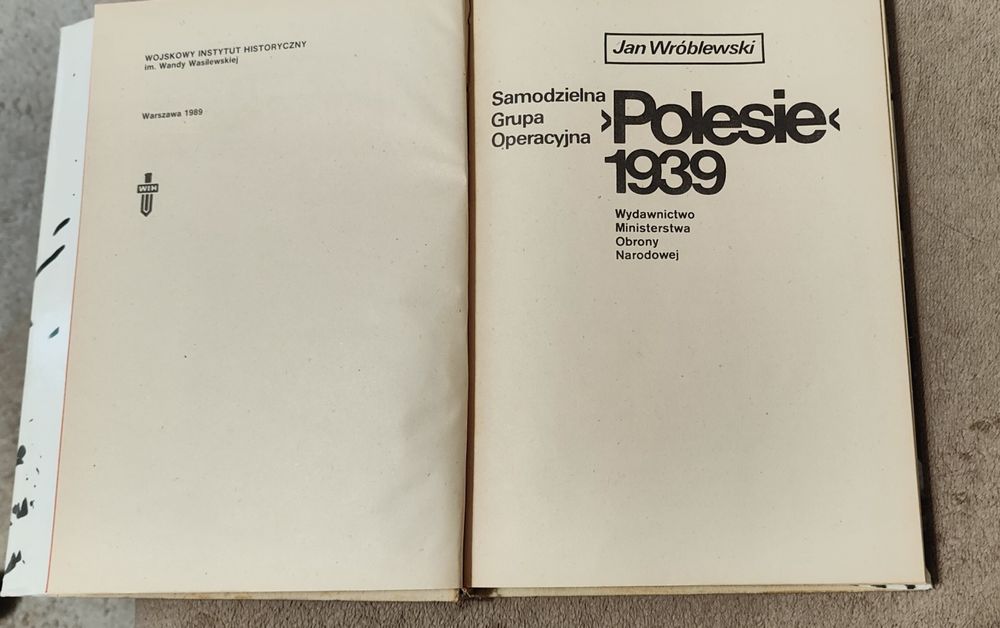 WOJSKOWY INSTYTUT HISTORYCZNY
im. Wandy Wasilewskiej
Warszawa 1989
WIH
Jan Wróblewski
Samodzielna
Grupa
Operacyjna
›Polesie‹
1939
Wydawnictwo
Ministerstwa
Obrony
Narodowej